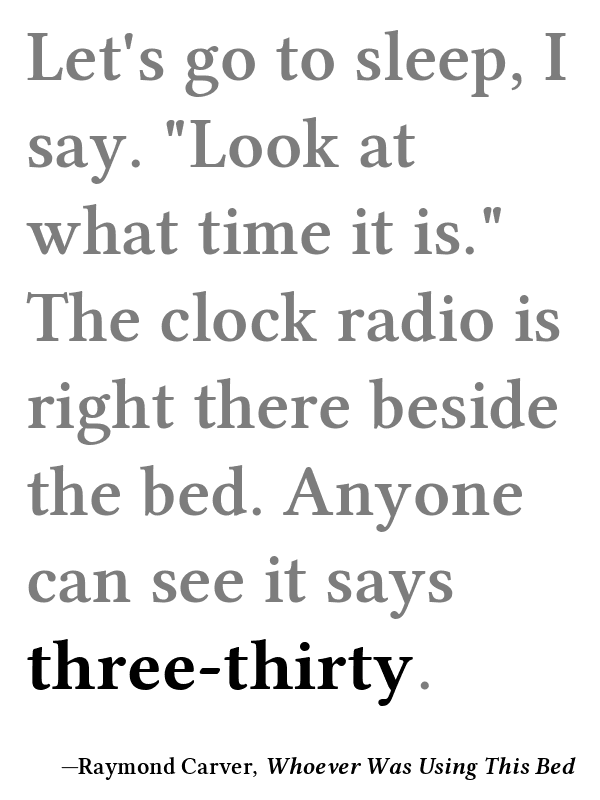 Let's go to sleep, I
say. "Look at
what time it is."
The clock radio is
right there beside
the bed. Anyone
can see it says
three-thirty.
—Raymond Carver, Whoever Was Using This Bed